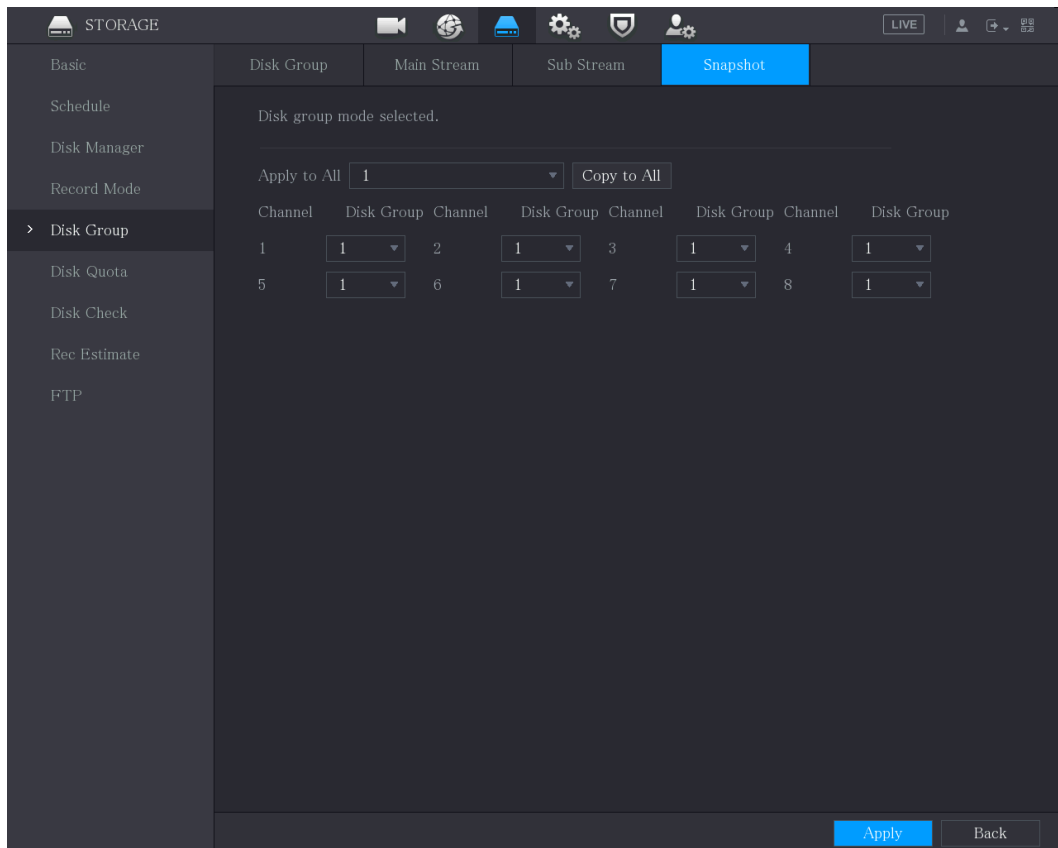 STORAGE LIVE
Basic
Schedule
Disk Manager
Record Mode
Disk Group
Disk Quota
Disk Check
Rec Estimate
FTP
Disk Group Main Stream Sub Stream Snapshot
Disk group mode selected.
Apply to All 1 Copy to All
Channel Disk Group Channel Disk Group Channel Disk Group Channel Disk Group
1 1 2 1 3 1 4 1
5 1 6 1 7 1 8 1
Apply Back